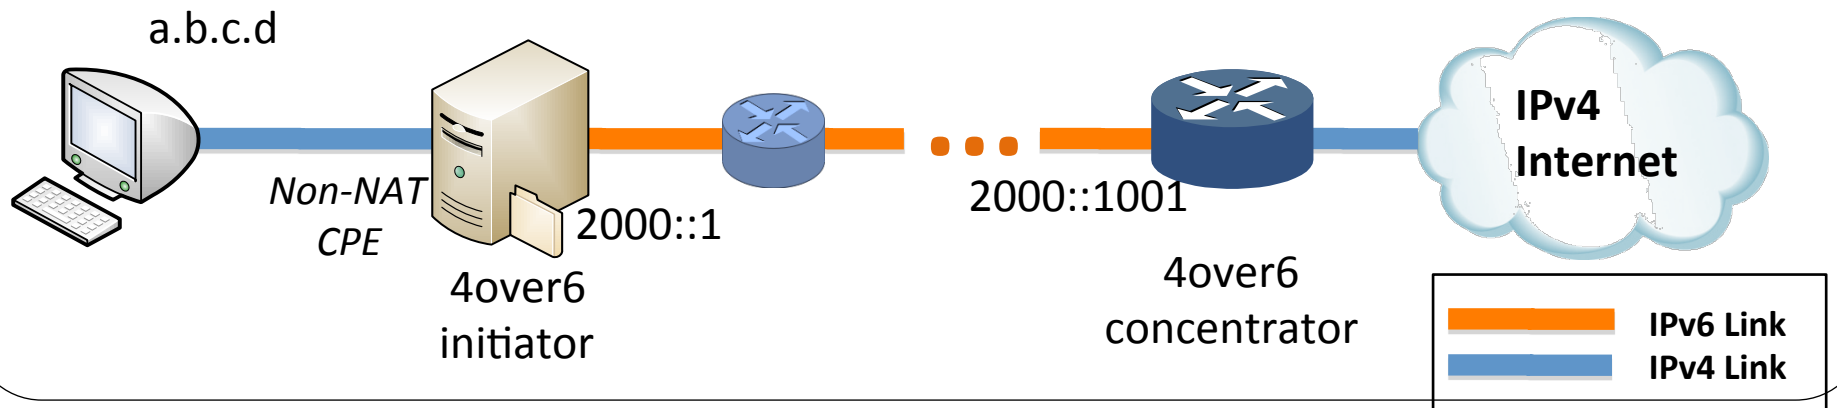 a.b.c.d
Non-NAT
CPE
2000::1
4over6
initiator
2000::1001
4over6
concentrator
IPv4
Internet
IPv6 Link
IPv4 Link